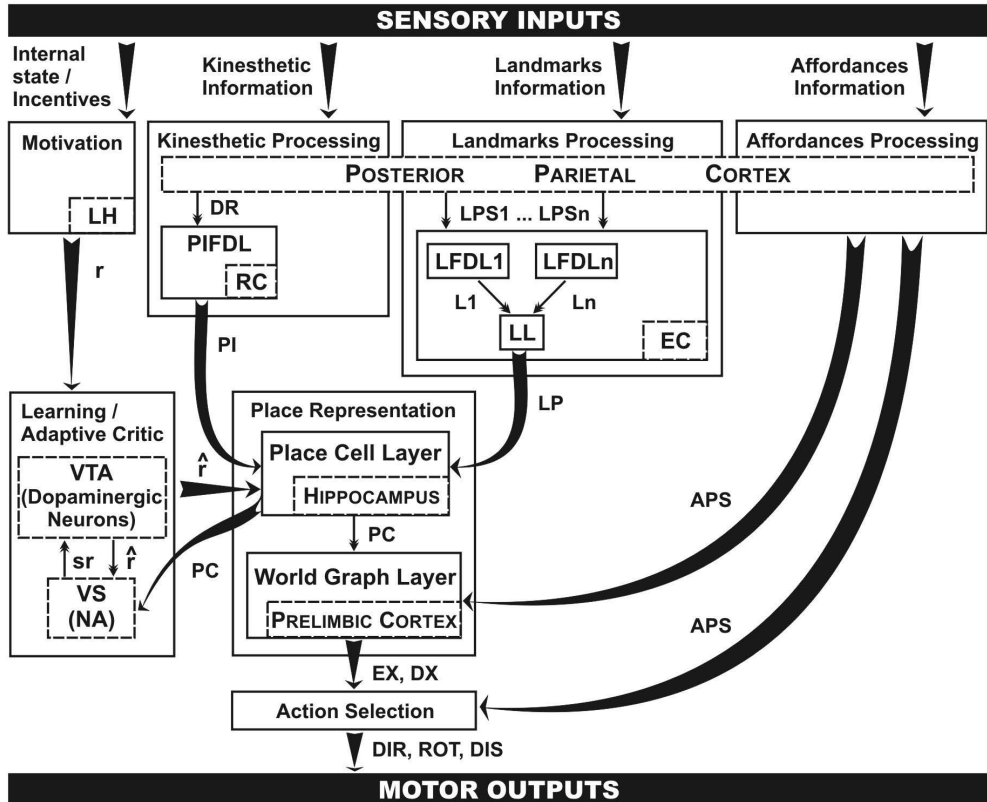 SENSORY INPUTS
Internal
state /
Incentives
Kinesthetic
Information
Landmarks
Information
Affordances
Information
Motivation
LH
Kinesthetic Processing
Landmarks Processing
Affordances Processing
POSTERIOR PARIETAL CORTEX
DR
PIFDL
RC
LPS1 ... LPSn
LFDL1
LFDLn
L1
Ln
LL
EC
r
PI
LP
APS
APS
Learning /
Adaptive Critic
VTA
(Dopaminergic
Neurons)
sr
r̂
VS
(NA)
r̂
PC
Place Representation
Place Cell Layer
HIPPOCAMPUS
PC
World Graph Layer
PRELIMBIC CORTEX
EX, DX
Action Selection
DIR, ROT, DIS
MOTOR OUTPUTS